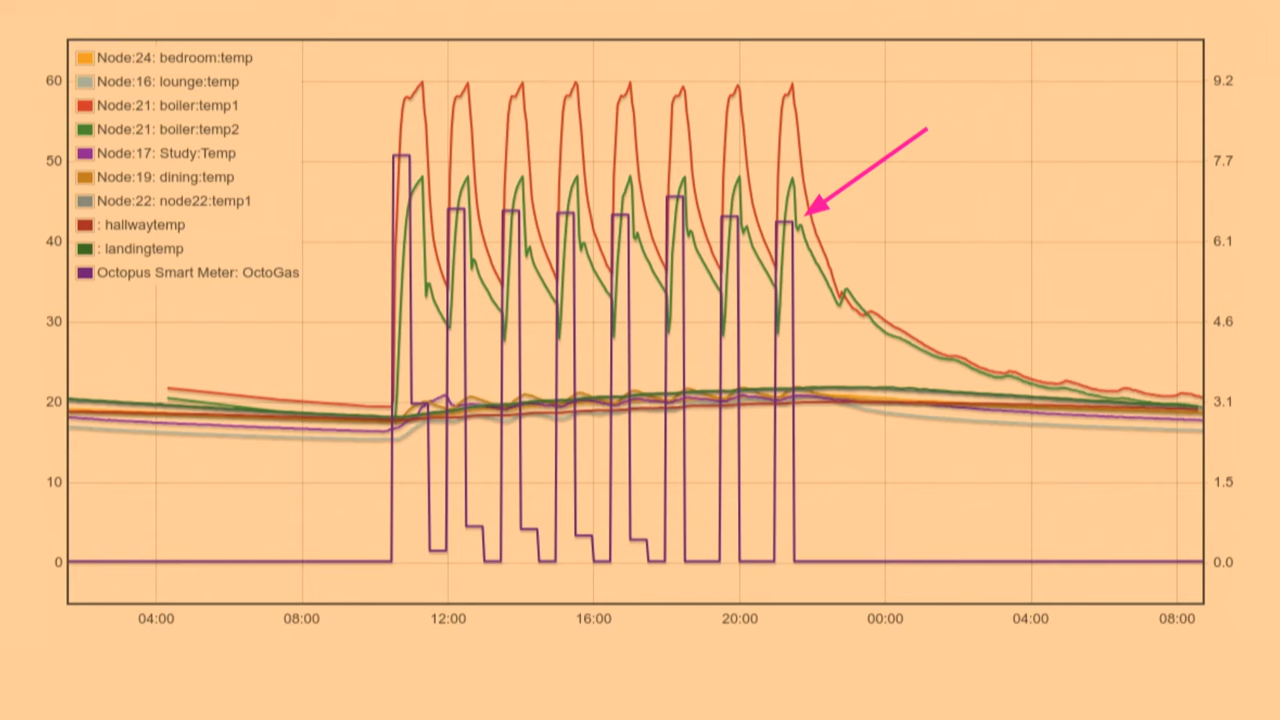 Node:24: bedroom:temp
Node:16: lounge:temp
Node:21: boiler:temp1
Node:21: boiler:temp2
Node:17: Study:Temp
Node:19: dining:temp
Node:22: node22:temp1
: hallwaytemp
: landingtemp
Octopus Smart Meter: OctoGas
60
50
40
30
20
10
0
9.2
7.7
6.1
4.6
3.1
1.5
0.0
04:00 08:00 12:00 16:00 20:00 00:00 04:00 08:00